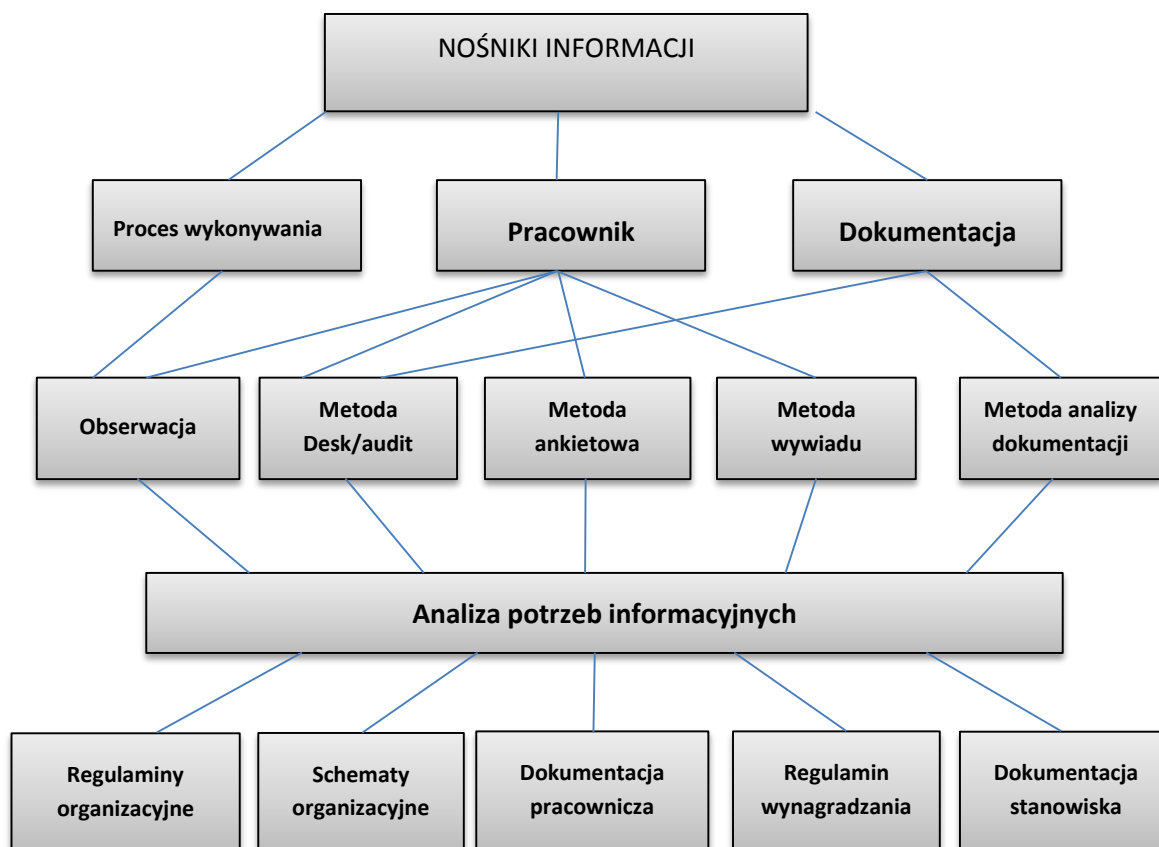 NOŚNIKI INFORMACJI
Proces wykonywania
Pracownik
Dokumentacja
Obserwacja
Metoda
Desk/audit
Metoda
ankietowa
Metoda
wywiadu
Metoda analizy
dokumentacji
Analiza potrzeb informacyjnych
Regulaminy
organizacyjne
Schematy
organizacyjne
Dokumentacja
pracownicza
Regulamin
wynagradzania
Dokumentacja
stanowiska